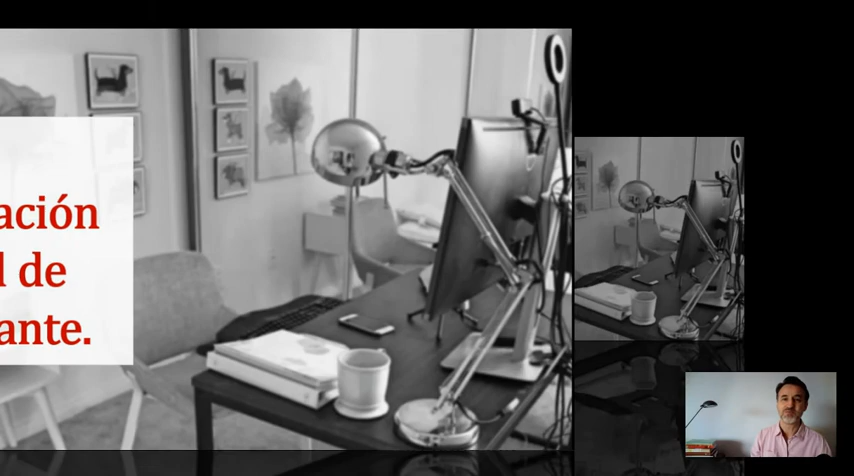 ación
l de
ante.